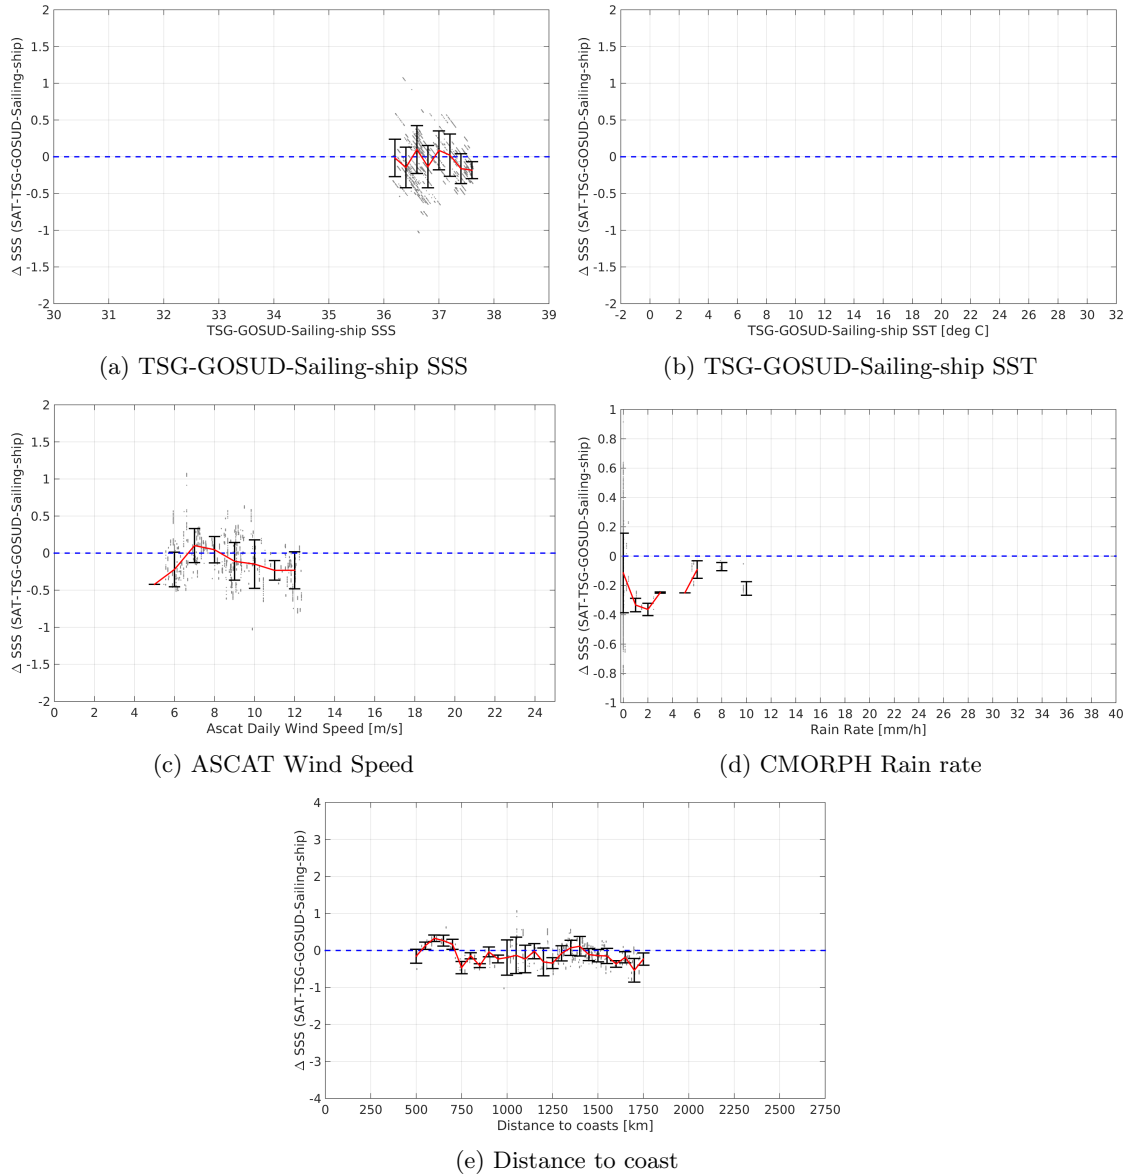 2
1.5
1
0.5
0
-0.5
-1
-1.5
-2
30 31 32 33 34 35 36 37 38 39
TSG-GOSUD-Sailing-ship SSS
Δ SSS (SAT-TSG-GOSUD-Sailing-ship)
(a) TSG-GOSUD-Sailing-ship SSS
2
1.5
1
0.5
0
-0.5
-1
-1.5
-2
-2 0 2 4 6 8 10 12 14 16 18 20 22 24 26 28 30 32
TSG-GOSUD-Sailing-ship SST [deg C]
Δ SSS (SAT-TSG-GOSUD-Sailing-ship)
(b) TSG-GOSUD-Sailing-ship SST
2
1.5
1
0.5
0
-0.5
-1
-1.5
-2
0 2 4 6 8 10 12 14 16 18 20 22 24
Ascat Daily Wind Speed [m/s]
Δ SSS (SAT-TSG-GOSUD-Sailing-ship)
(c) ASCAT Wind Speed
1
0.8
0.6
0.4
0.2
0
-0.2
-0.4
-0.6
-0.8
-1
0 2 4 6 8 10 12 14 16 18 20 22 24 26 28 30 32 34 36 38 40
Rain Rate [mm/h]
Δ SSS (SAT-TSG-GOSUD-Sailing-ship)
(d) CMORPH Rain rate
4
3
2
1
0
-1
-2
-3
-4
0 250 500 750 1000 1250 1500 1750 2000 2250 2500 2750
Distance to coasts [km]
Δ SSS (SAT-TSG-GOSUD-Sailing-ship)
(e) Distance to coast